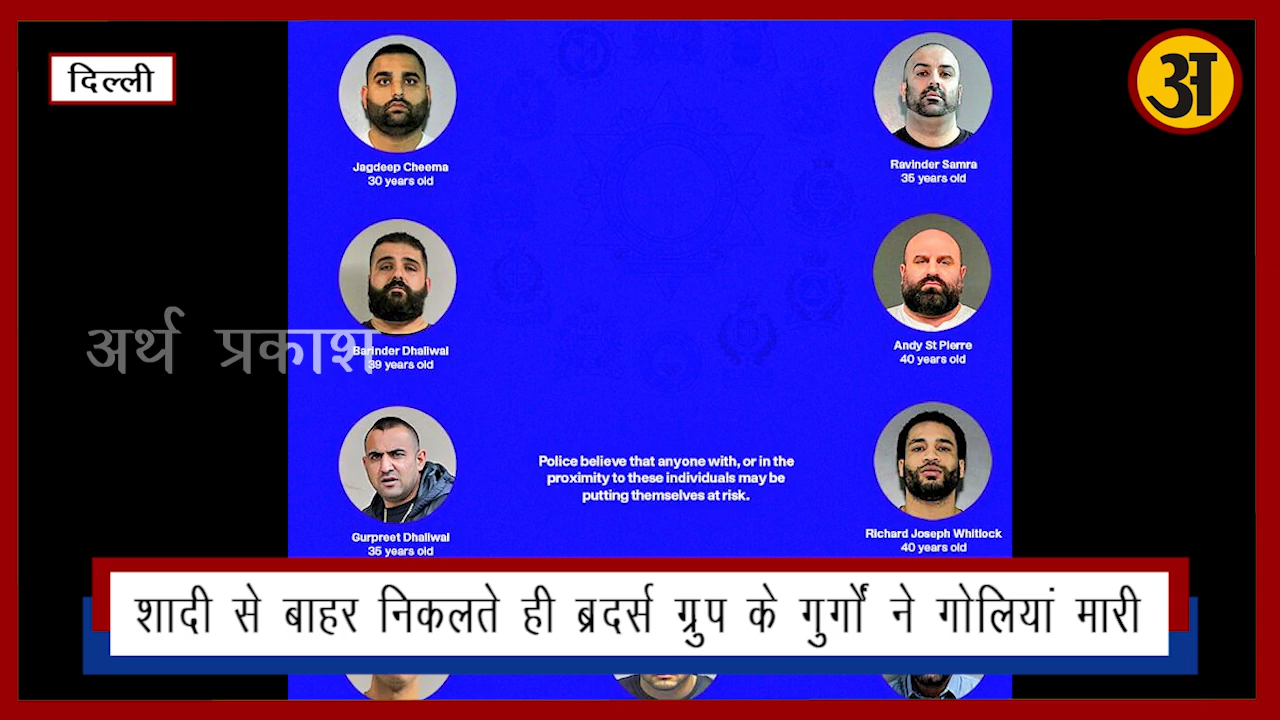 दिल्ली
अ
Jagdeep Cheema
30 years old
Ravinder Samra
35 years old
Barinder Dhaliwal
39 years old
Andy St Pierre
40 years old
अर्थ प्रकाश
Gurpreet Dhaliwal
35 years old
Police believe that anyone with, or in the
proximity to these individuals may be
putting themselves at risk.
Richard Joseph Whitlock
40 years old
शादी से बाहर निकलते ही ब्रदर्स ग्रुप के गुर्गों ने गोलियां मारी